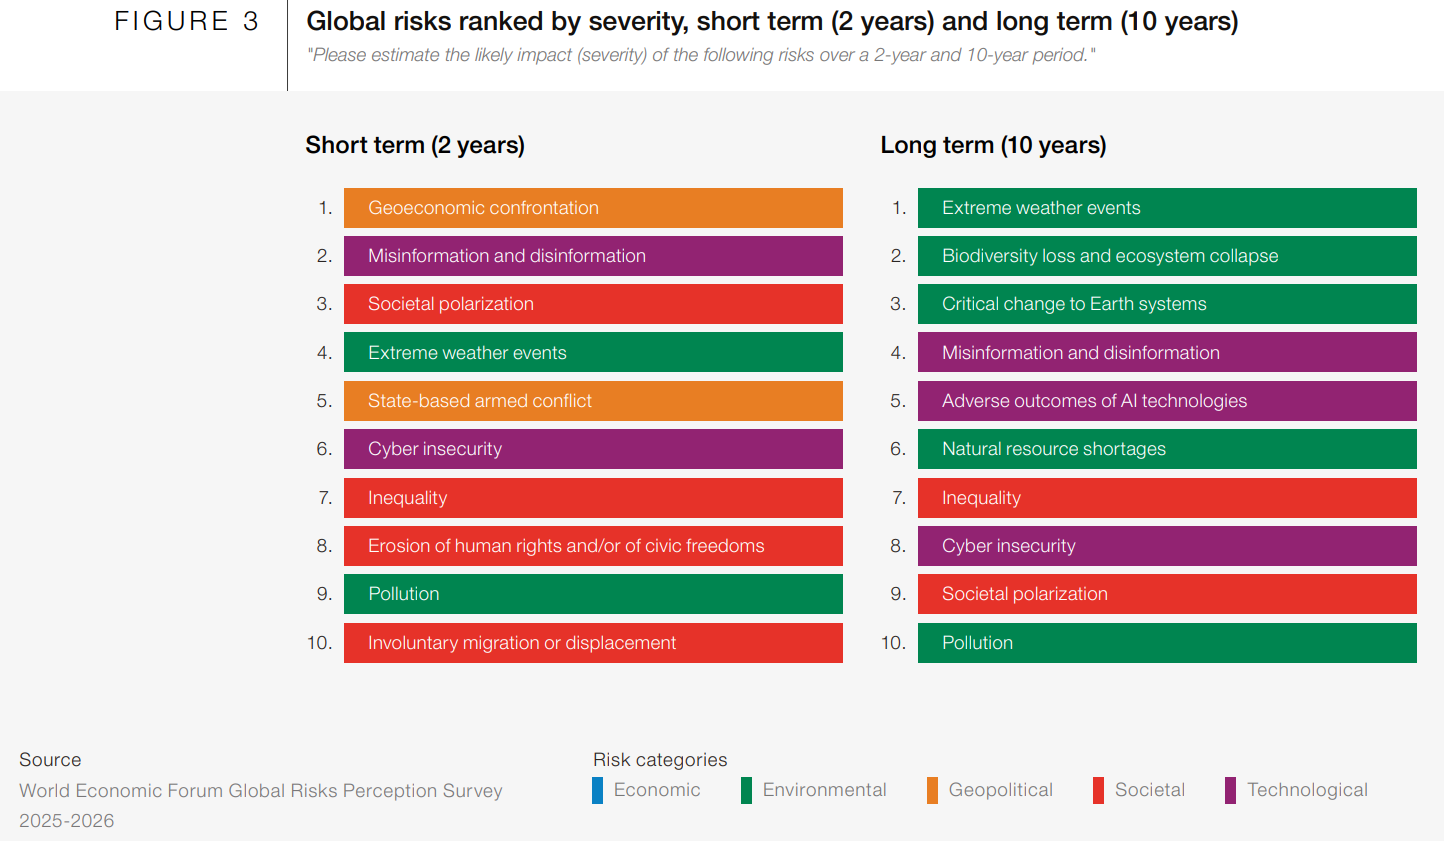 FIGURE 3
Global risks ranked by severity, short term (2 years) and long term (10 years)
"Please estimate the likely impact (severity) of the following risks over a 2-year and 10-year period."
Short term (2 years)
1. Geoeconomic confrontation
2. Misinformation and disinformation
3. Societal polarization
4. Extreme weather events
5. State-based armed conflict
6. Cyber insecurity
7. Inequality
8. Erosion of human rights and/or of civic freedoms
9. Pollution
10. Involuntary migration or displacement
Long term (10 years)
1. Extreme weather events
2. Biodiversity loss and ecosystem collapse
3. Critical change to Earth systems
4. Misinformation and disinformation
5. Adverse outcomes of AI technologies
6. Natural resource shortages
7. Inequality
8. Cyber insecurity
9. Societal polarization
10. Pollution
Source
World Economic Forum Global Risks Perception Survey
2025-2026
Risk categories
Economic Environmental Geopolitical Societal Technological